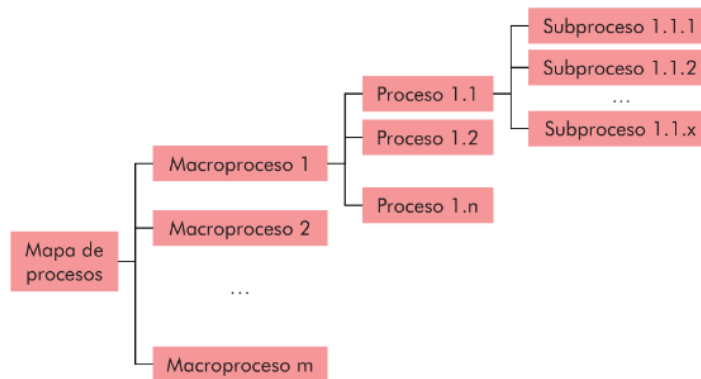 Subproceso 1.1.1
Subproceso 1.1.2
...
Subproceso 1.1.x
Proceso 1.1
Proceso 1.2
Proceso 1.n
Macroproceso 1
Macroproceso 2
...
Macroproceso m
Mapa de
procesos